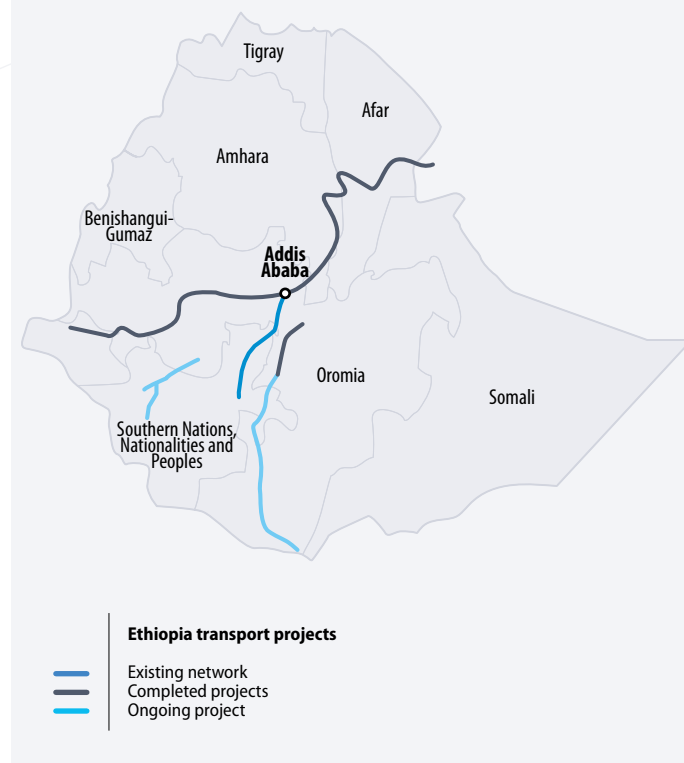 Tigray
Afar
Amhara
Benishangui-
Gumaz
Addis
Ababa
Oromia
Somali
Southern Nations,
Nationalities and
Peoples
Ethiopia transport projects
Existing network
Completed projects
Ongoing project